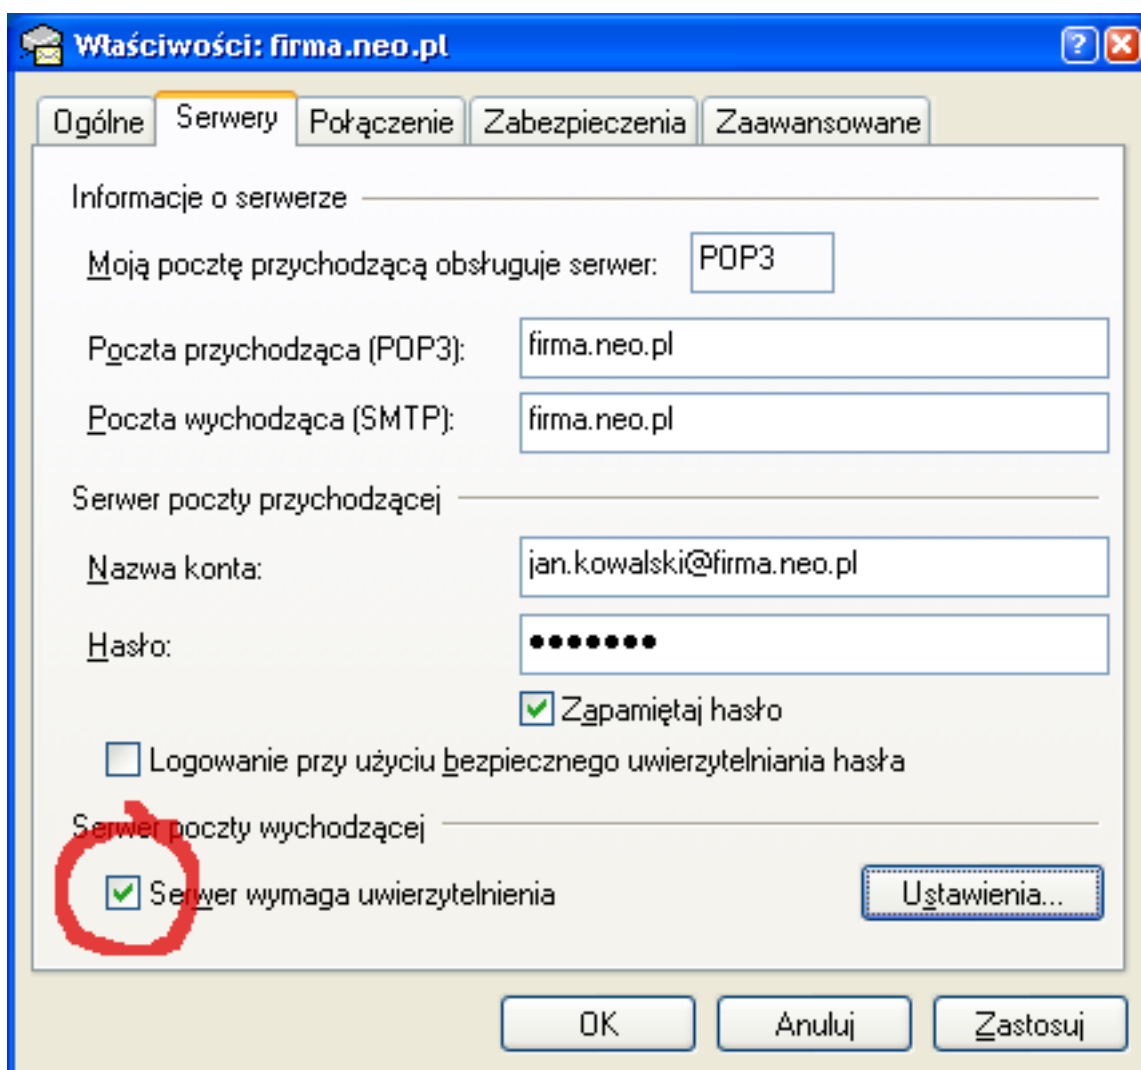 Właściwości: firma.neo.pl
Ogólne Serwery Połączenie Zabezpieczenia Zaawansowane
Informacje o serwerze
Moją pocztę przychodzącą obsługuje serwer: POP3
Poczta przychodząca (POP3): firma.neo.pl
Poczta wychodząca (SMTP): firma.neo.pl
Serwer poczty przychodzącej
Nazwa konta: jan.kowalski@firma.neo.pl
Hasło: •••••••
Zapamiętaj hasło
Logowanie przy użyciu bezpiecznego uwierzytelniania hasła
Serwer poczty wychodzącej
Serwer wymaga uwierzytelnienia Ustawienia...
OK Anuluj Zastosuj